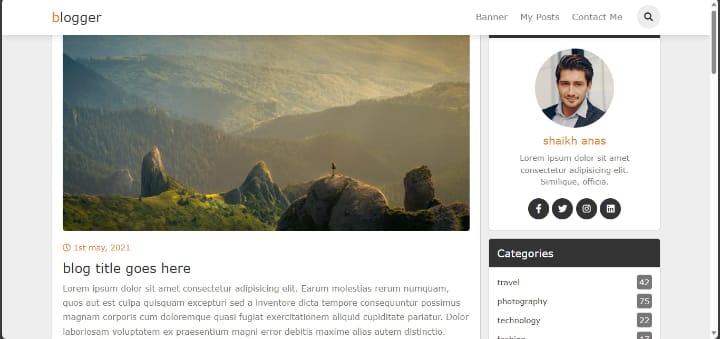 blogger
Banner My Posts Contact Me
1st may, 2021
blog title goes here
Lorem ipsum dolor sit amet consectetur adipisicing elit. Earum molestias rerum numquam,
quos aut est culpa quisquam excepturi sed a inventore dicta tempore consequuntur possimus
magnam corporis cum doloremque quasi fugiat exercitationem aliquid cupiditate pariatur. Dolor
laboriosam voluptatem ex praesentium magni error debitis maxime alias autem distinctio.
shaikh anas
Lorem ipsum dolor sit amet
consectetur adipisicing elit.
Similique, officia.
Categories
travel 42
photography 75
technology 22
fashion 17